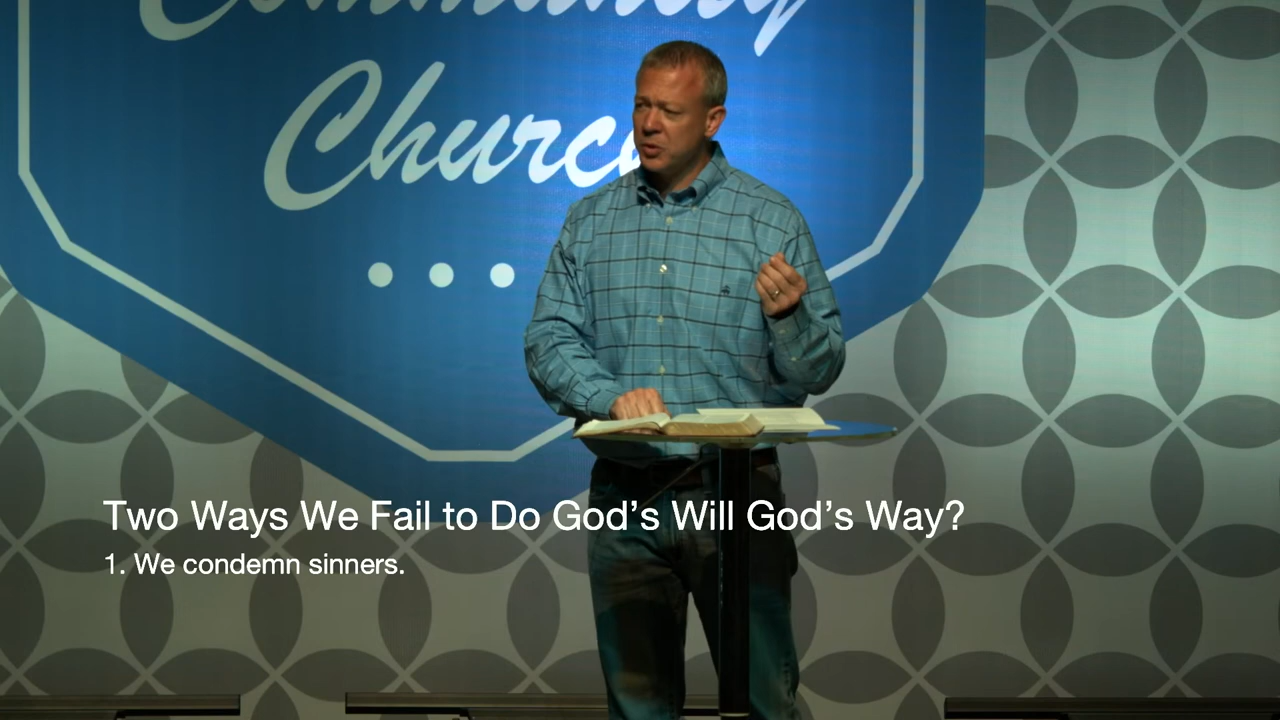 Community
Church
Two Ways We Fail to Do God's Will God's Way?
1. We condemn sinners.